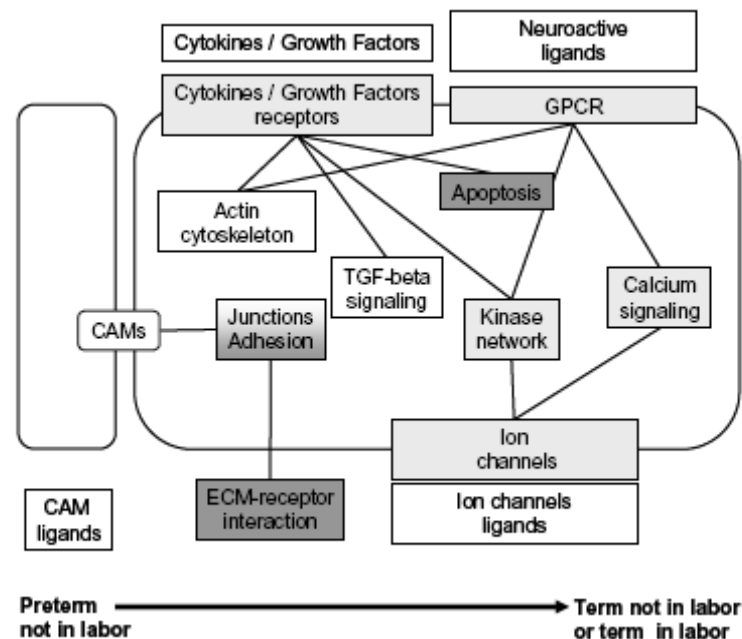 Cytokines / Growth Factors
Neuroactive
ligands
Cytokines / Growth Factors
receptors
GPCR
Apoptosis
Actin
cytoskeleton
TGF-beta
signaling
Calcium
signaling
CAMs
Junctions
Adhesion
Kinase
network
Ion
channels
CAM
ligands
ECM-receptor
interaction
Ion channels
ligands
Preterm
not in labor
Term not in labor
or term in labor